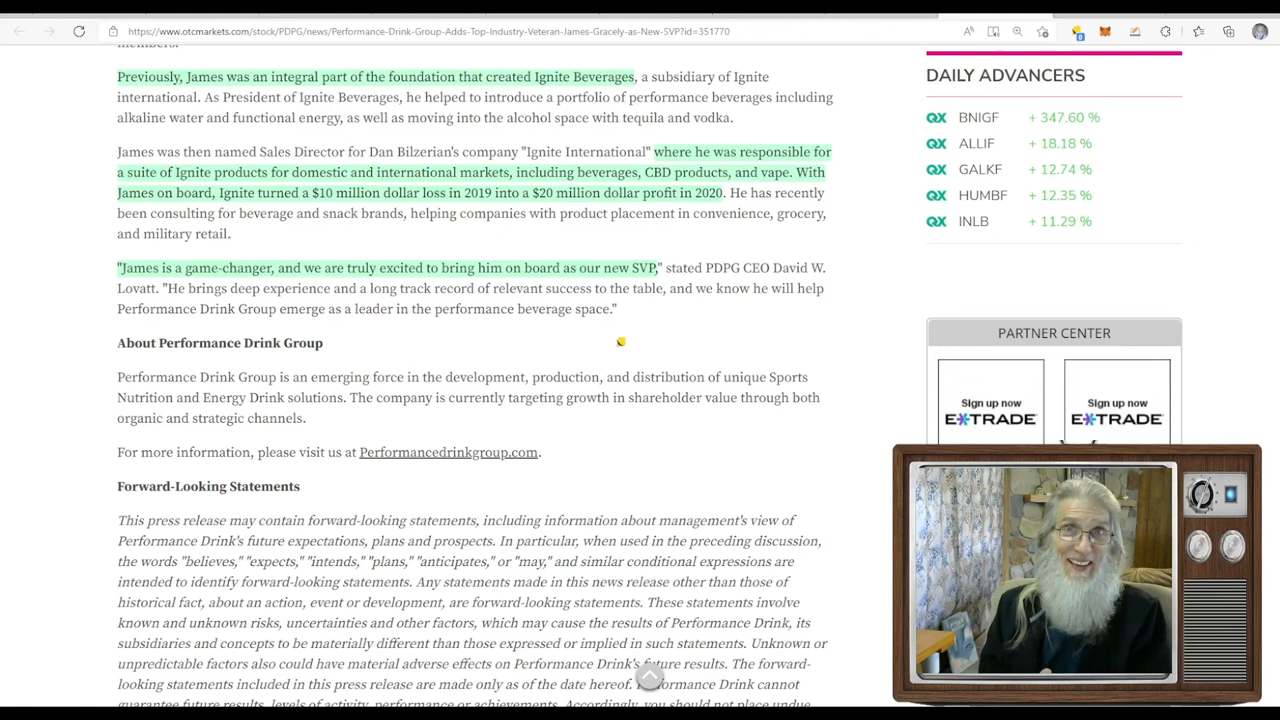 https://www.otcmarkets.com/stock/PDPG/news/Performance-Drink-Group-Adds-Top-Industry-Veteran-James-Gracely-as-New-SVP?id=351770
members.
Previously, James was an integral part of the foundation that created Ignite Beverages, a subsidiary of Ignite
international. As President of Ignite Beverages, he helped to introduce a portfolio of performance beverages including
alkaline water and functional energy, as well as moving into the alcohol space with tequila and vodka.
James was then named Sales Director for Dan Bilzerian's company "Ignite International" where he was responsible for
a suite of Ignite products for domestic and international markets, including beverages, CBD products, and vape. With
James on board, Ignite turned a $10 million dollar loss in 2019 into a $20 million dollar profit in 2020. He has recently
been consulting for beverage and snack brands, helping companies with product placement in convenience, grocery,
and military retail.
"James is a game-changer, and we are truly excited to bring him on board as our new SVP," stated PDPG CEO David W.
Lovatt. "He brings deep experience and a long track record of relevant success to the table, and we know he will help
Performance Drink Group emerge as a leader in the performance beverage space."
About Performance Drink Group
Performance Drink Group is an emerging force in the development, production, and distribution of unique Sports
Nutrition and Energy Drink solutions. The company is currently targeting growth in shareholder value through both
organic and strategic channels.
For more information, please visit us at Performancedrinkgroup.com.
Forward-Looking Statements
This press release may contain forward-looking statements, including information about management's view of
Performance Drink's future expectations, plans and prospects. In particular, when used in the preceding discussion,
the words "believes," "expects," "intends," "plans," "anticipates," or "may," and similar conditional expressions are
intended to identify forward-looking statements. Any statements made in this news release other than those of
historical fact, about an action, event or development, are forward-looking statements. These statements involve
known and unknown risks, uncertainties and other factors, which may cause the results of Performance Drink, its
subsidiaries and concepts to be materially different than those expressed or implied in such statements. Unknown or
unpredictable factors also could have material adverse effects on Performance Drink's future results. The forward-
looking statements included in this press release are made only as of the date hereof. Performance Drink cannot
guarantee future results, levels of activity, performance or achievements. Accordingly, you should not place undue
DAILY ADVANCERS
QX BNIGF + 347.60 %
QX ALLIF + 18.18 %
QX GALKF + 12.74 %
QX HUMBF + 12.35 %
QX INLB + 11.29 %
PARTNER CENTER
Sign up now
E*TRADE
Sign up now
E*TRADE